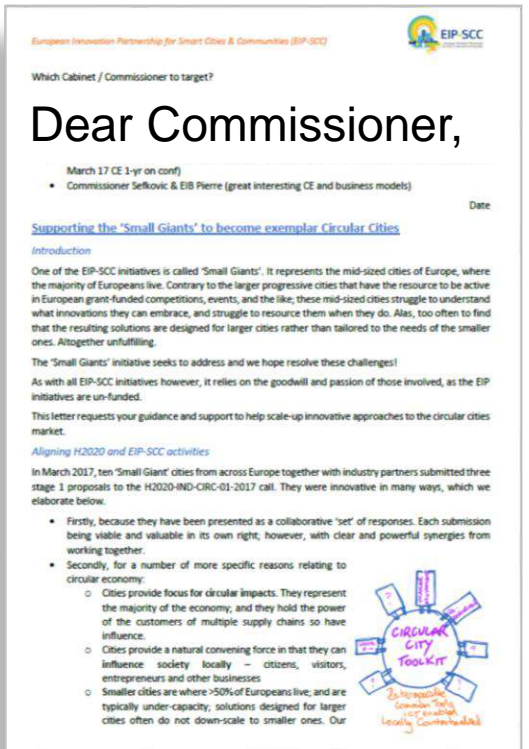 European Innovation Partnership for Smart Cities & Communities (EIP-SCC)
EIP-SCC
Which Cabinet / Commissioner to target?
Dear Commissioner,
March 17 CE 1-yr on conf)
• Commissioner Sefkovic & EIB Pierre (great interesting CE and business models)
Date
Supporting the 'Small Giants' to become exemplar Circular Cities
Introduction
One of the EIP-SCC initiatives is called 'Small Giants'. It represents the mid-sized cities of Europe, where
the majority of Europeans live. Contrary to the larger progressive cities that have the resource to be active
in European grant-funded competitions, events, and the like; these mid-sized cities struggle to understand
what innovations they can embrace, and struggle to resource them when they do. Alas, too often to find
that the resulting solutions are designed for larger cities rather than tailored to the needs of the smaller
ones. Altogether unfulfilling.
The 'Small Giants' initiative seeks to address and we hope resolve these challenges!
As with all EIP-SCC initiatives however, it relies on the goodwill and passion of those involved, as the EIP
initiatives are un-funded.
This letter requests your guidance and support to help scale-up innovative approaches to the circular cities
market.
Aligning H2020 and EIP-SCC activities
In March 2017, ten 'Small Giant' cities from across Europe together with industry partners submitted three
stage 1 proposals to the H2020-IND-CIRC-01-2017 call. They were innovative in many ways, which we
elaborate below.
• Firstly, because they have been presented as a collaborative 'set' of responses. Each submission
being viable and valuable in its own right; however, with clear and powerful synergies from
working together.
• Secondly, for a number of more specific reasons relating to
circular economy:
o Cities provide focus for circular impacts. They represent
the majority of the economy; and they hold the power
of the customers of multiple supply chains so have
influence.
o Cities provide a natural convening force in that they can
influence society locally – citizens, visitors,
entrepreneurs and other businesses
o Smaller cities are where >50% of Europeans live; and are
typically under-capacity; solutions designed for larger
cities often do not down-scale to smaller ones. Our
CIRCULAR
CITY
TOOLKIT
?
?
?
Interoperable
Common Tools
ICT enabled
Locally Contextualised